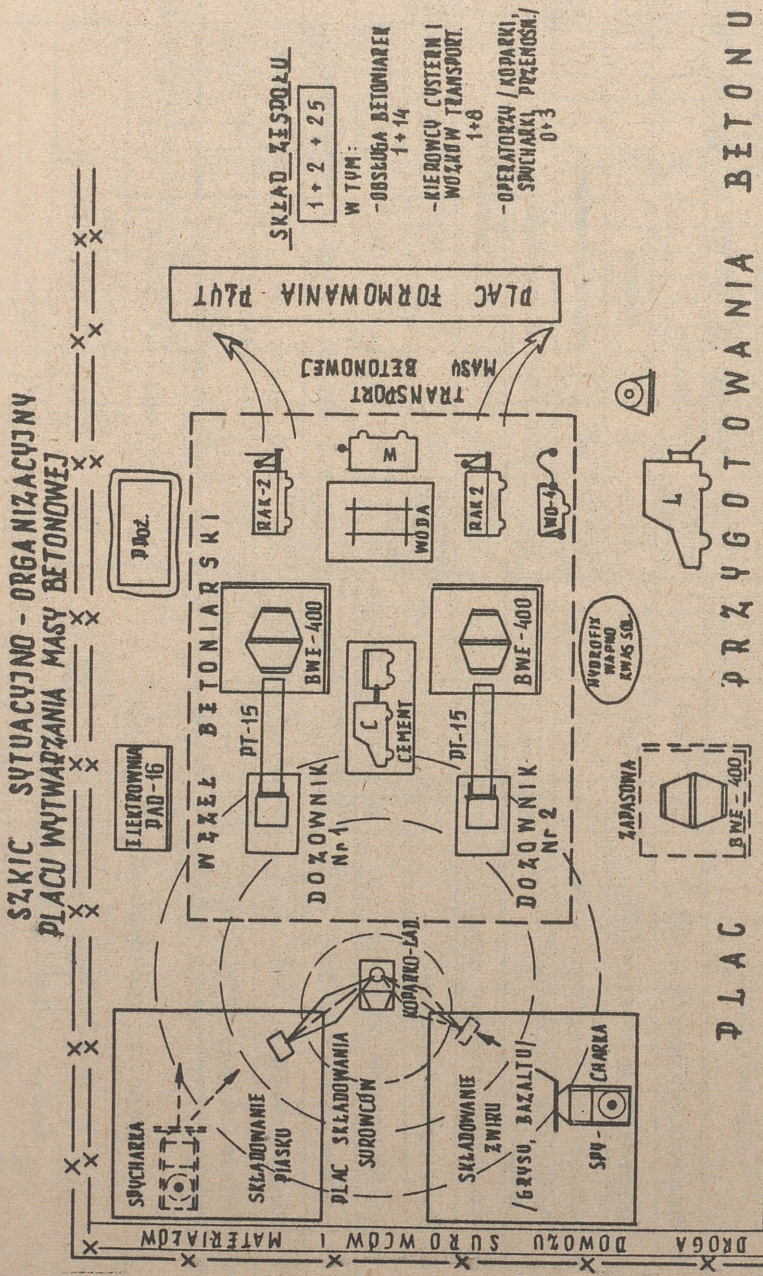 SZKIC SYTUACYJNO - ORGANIZACYJNY
PLACU WYTWARZANIA MASY BETONOWEJ
SPYCHARKA
SKŁADOWANIE
PIASKU
PLAC SKŁADOWANIA
SUROWCÓW
KOPARKO-ŁAD.
SKŁADOWANIE
ŻWIRU
/GRYSU, BAZALTU/
SPY-CHARKA
DROGA DOWOZU SUROWCÓW I MATERIAŁÓW
ELEKTROWNIA
PAD-16
P.POŻ.
WĘZEŁ BETONIARSKI
DOZOWNIK
Nr 1
PT-15
BWE-400
C
CEMENT
DOZOWNIK
Nr 2
PT-15
BWE-400
RAK-2
W
WODA
RAK 2
WO-4
TRANSPORT
MASY BETONOWEJ
PLAC FORMOWANIA PŁYT
ZAPASOWA
BWE-400
HYDROFIX
WAPNO
KWAS SOL.
Ł
SKŁAD ZESPOŁU
1 + 2 + 25
W TYM:
-OBSŁUGA BETONIAREK
1+14
-KIEROWCY CYSTERN I
WOZKÓW TRANSPORT.
1+8
-OPERATORZY /KOPARKI,
SPYCHARKI, PRZENOŚN./
0+3
PLAC PRZYGOTOWANIA BETONU